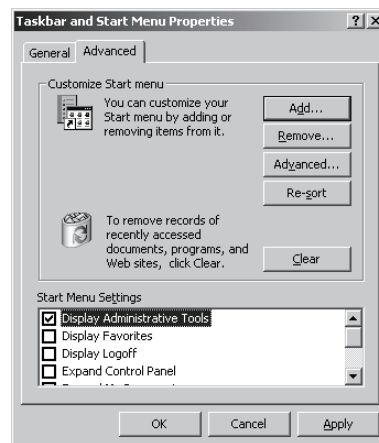 Taskbar and Start Menu Properties
General Advanced
Customize Start menu
You can customize your
Start menu by adding or
removing items from it.
Add...
Remove...
Advanced...
Re-sort
To remove records of
recently accessed
documents, programs, and
Web sites, click Clear.
Clear
Start Menu Settings
Display Administrative Tools
Display Favorites
Display Logoff
Expand Control Panel
OK Cancel Apply